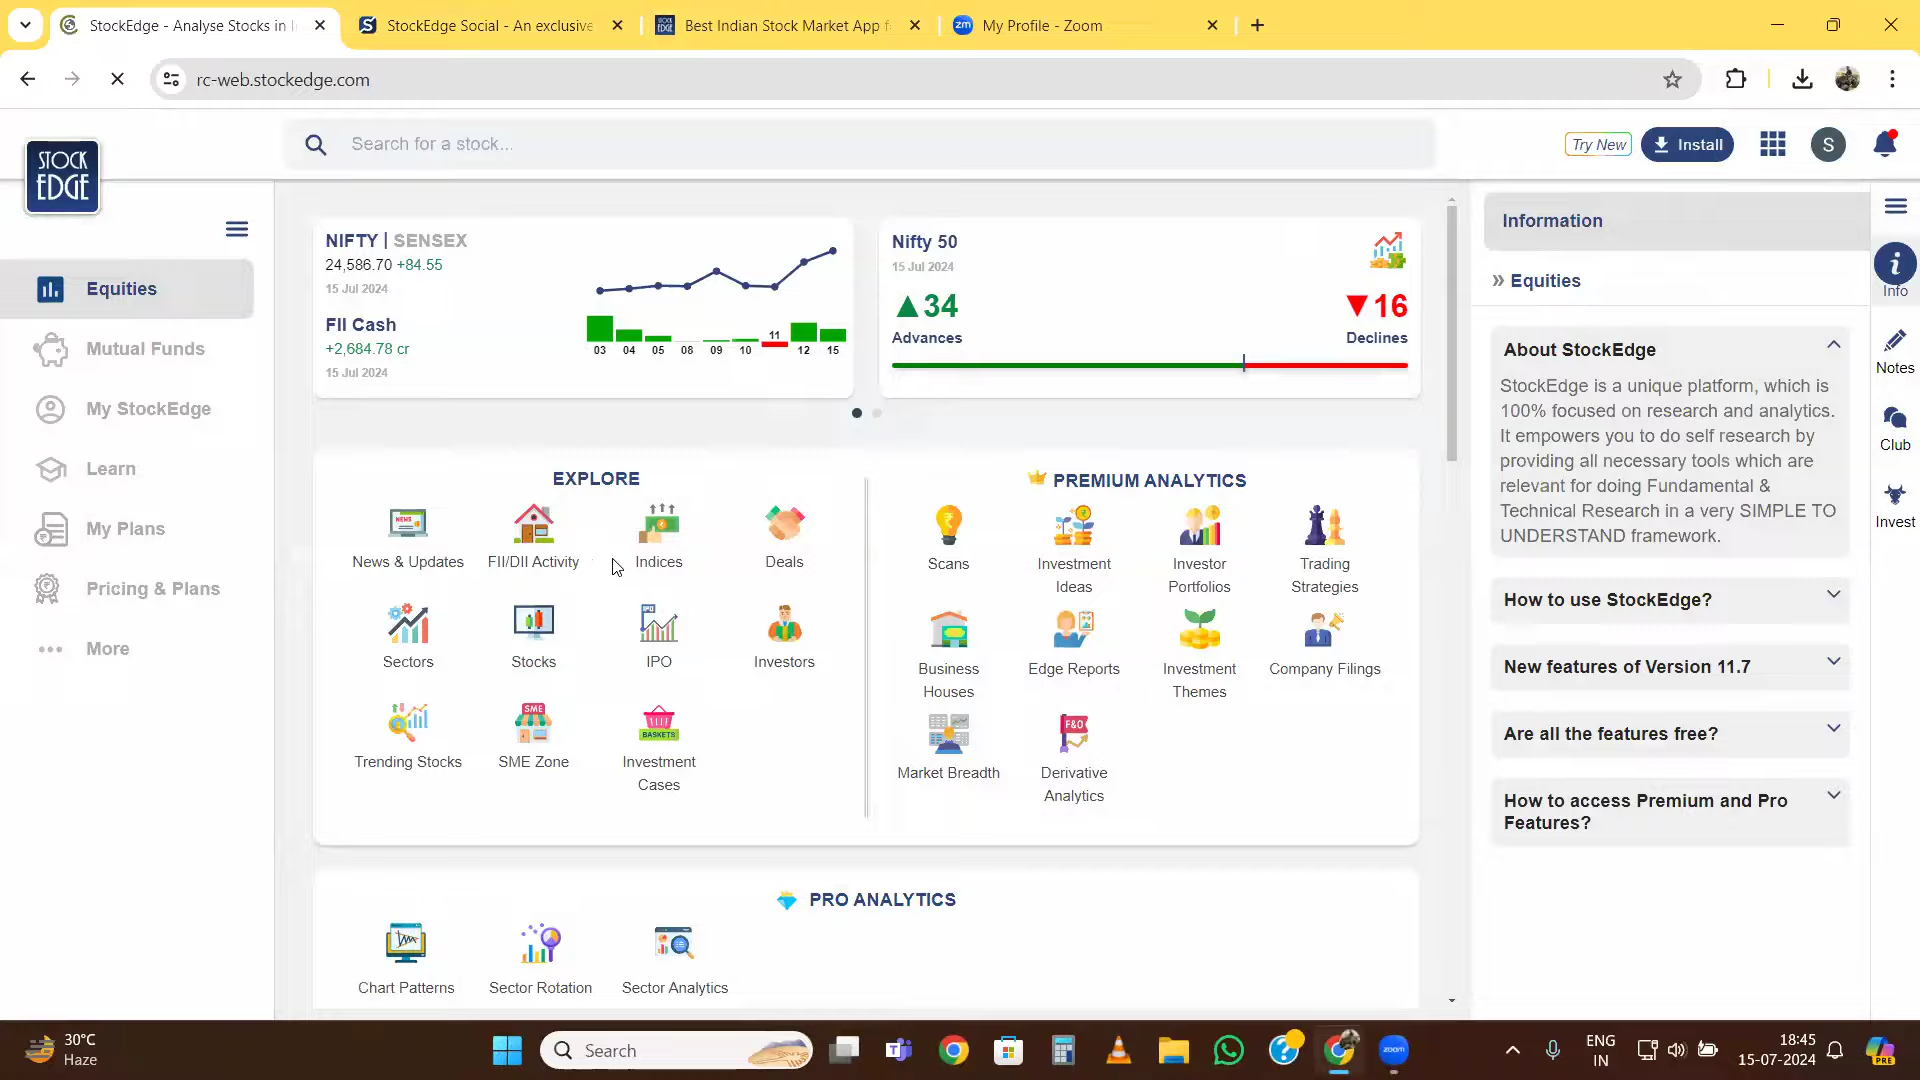 StockEdge - Analyse Stocks in I
StockEdge Social - An exclusive
Best Indian Stock Market App f
zm
My Profile - Zoom
rc-web.stockedge.com
STOCK
EDGE
Search for a stock...
Try New
Install
S
Equities
Mutual Funds
My StockEdge
Learn
My Plans
Pricing & Plans
More
NIFTY | SENSEX
24,586.70 +84.55
15 Jul 2024
FII Cash
+2,684.78 cr
15 Jul 2024
03 04 05 08 09 10 11 12 15
Nifty 50
15 Jul 2024
34
Advances
16
Declines
EXPLORE
NEWS
News & Updates
FII/DII Activity
Indices
Deals
Sectors
Stocks
IPO
IPO
Investors
Trending Stocks
SME
SME Zone
BASKETS
Investment
Cases
PREMIUM ANALYTICS
Scans
Investment
Ideas
Investor
Portfolios
Trading
Strategies
Business
Houses
Edge Reports
Investment
Themes
Company Filings
Market Breadth
F&O
Derivative
Analytics
PRO ANALYTICS
Chart Patterns
Sector Rotation
Sector Analytics
Information
» Equities
About StockEdge
StockEdge is a unique platform, which is
100% focused on research and analytics.
It empowers you to do self research by
providing all necessary tools which are
relevant for doing Fundamental &
Technical Research in a very SIMPLE TO
UNDERSTAND framework.
How to use StockEdge?
New features of Version 11.7
Are all the features free?
How to access Premium and Pro
Features?
Info
Notes
Club
Invest
30°C
Haze
Search
zoom
ENG
IN
18:45
15-07-2024
PRE